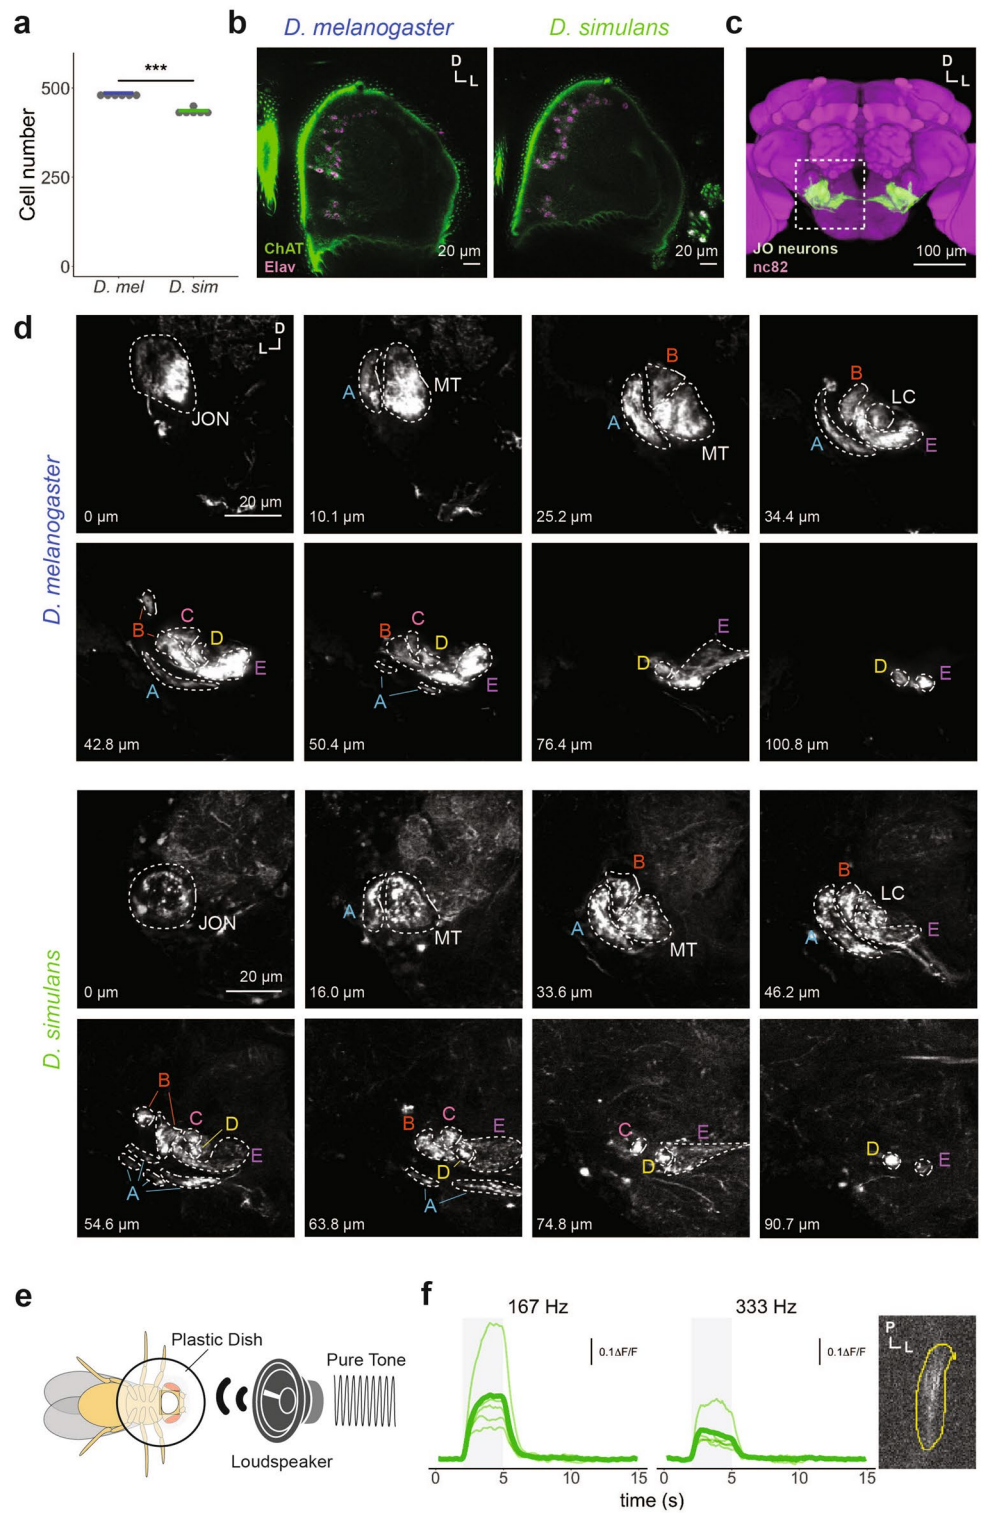 a
***
500
250
0
Cell number
D. mel
D. sim
b
D. melanogaster
D. simulans
D
L
ChAT
Elav
20 µm
20 µm
c
D
L
JO neurons
nc82
100 µm
d
D. melanogaster
D
L
JON
20 µm
0 µm
A
MT
10.1 µm
B
A
MT
25.2 µm
B
LC
A
E
34.4 µm
C
B
D
E
A
42.8 µm
C
B
D
E
A
50.4 µm
E
D
76.4 µm
D
E
100.8 µm
D. simulans
JON
20 µm
0 µm
A
MT
16.0 µm
B
A
MT
33.6 µm
B
LC
E
A
46.2 µm
B
C
D
E
A
54.6 µm
C
B
E
D
A
63.8 µm
C
E
D
74.8 µm
D
E
90.7 µm
e
Plastic Dish
Pure Tone
Loudspeaker
f
167 Hz
333 Hz
0.1ΔF/F
0.1ΔF/F
P
L
0 5 10 15
0 5 10 15
time (s)